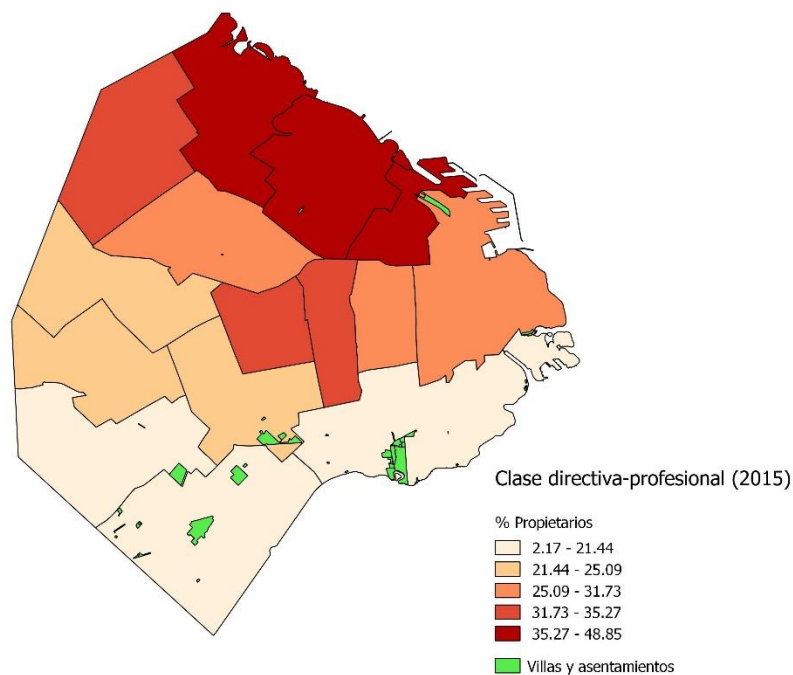 Clase directiva-profesional (2015)
% Propietarios
2.17 - 21.44
21.44 - 25.09
25.09 - 31.73
31.73 - 35.27
35.27 - 48.85
Villas y asentamientos